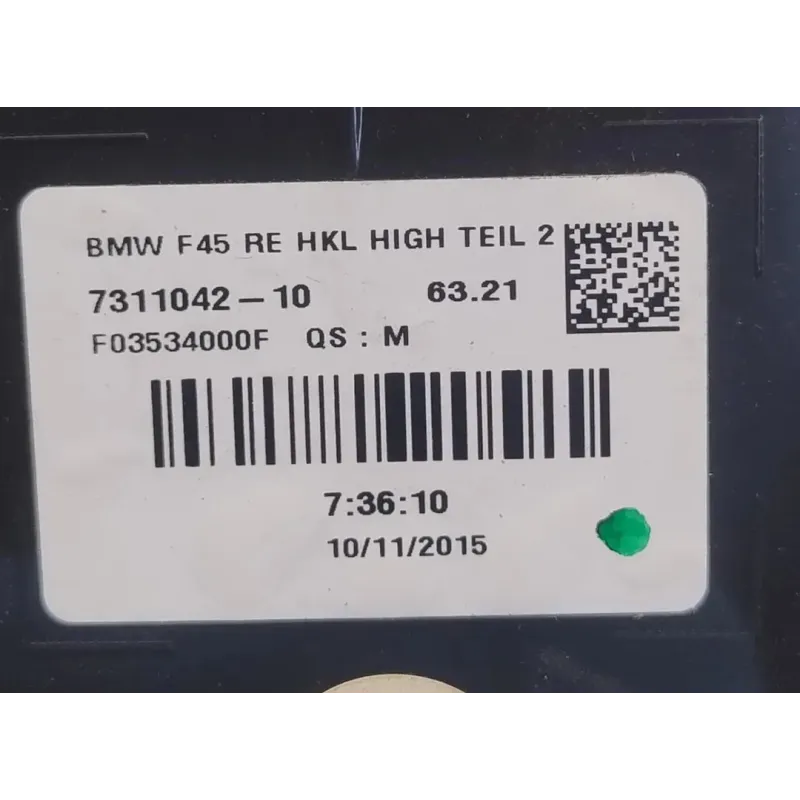 BMW F45 RE HKL HIGH TEIL 2
7311042-10 63.21
F03534000F QS : M
7:36:10
10/11/2015